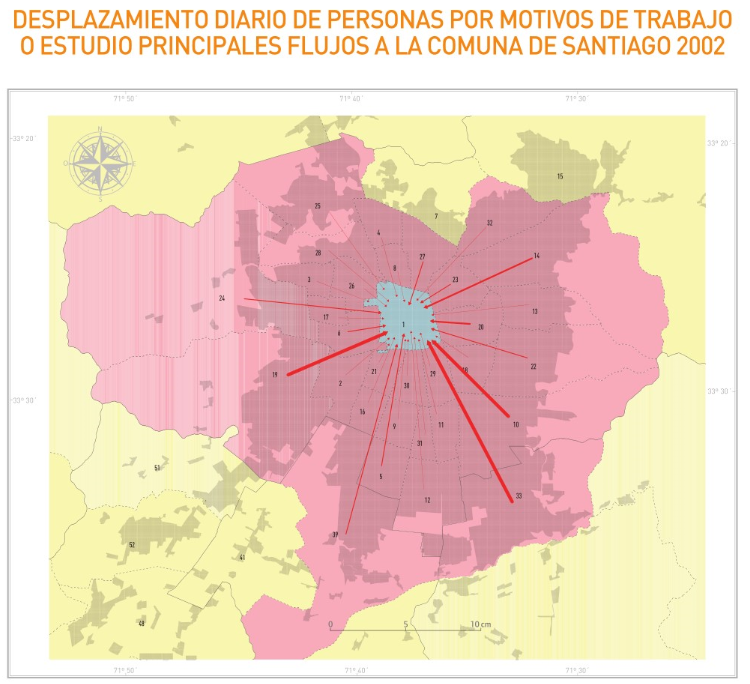 DESPLAZAMIENTO DIARIO DE PERSONAS POR MOTIVOS DE TRABAJO
O ESTUDIO PRINCIPALES FLUJOS A LA COMUNA DE SANTIAGO 2002
71° 50´ 71° 40´ 71° 30´
33° 20´ 33° 20´
15
25
7
32
4
28 27 14
8
3 26 23
24
17 13
6 1 20
22
19 21 29 18
2
38
16 10
9 11
31
5
12 33
39
51
52
41
48
33° 30´ 33° 30´
0 5 10 cm
71° 50´ 71° 40´ 71° 30´